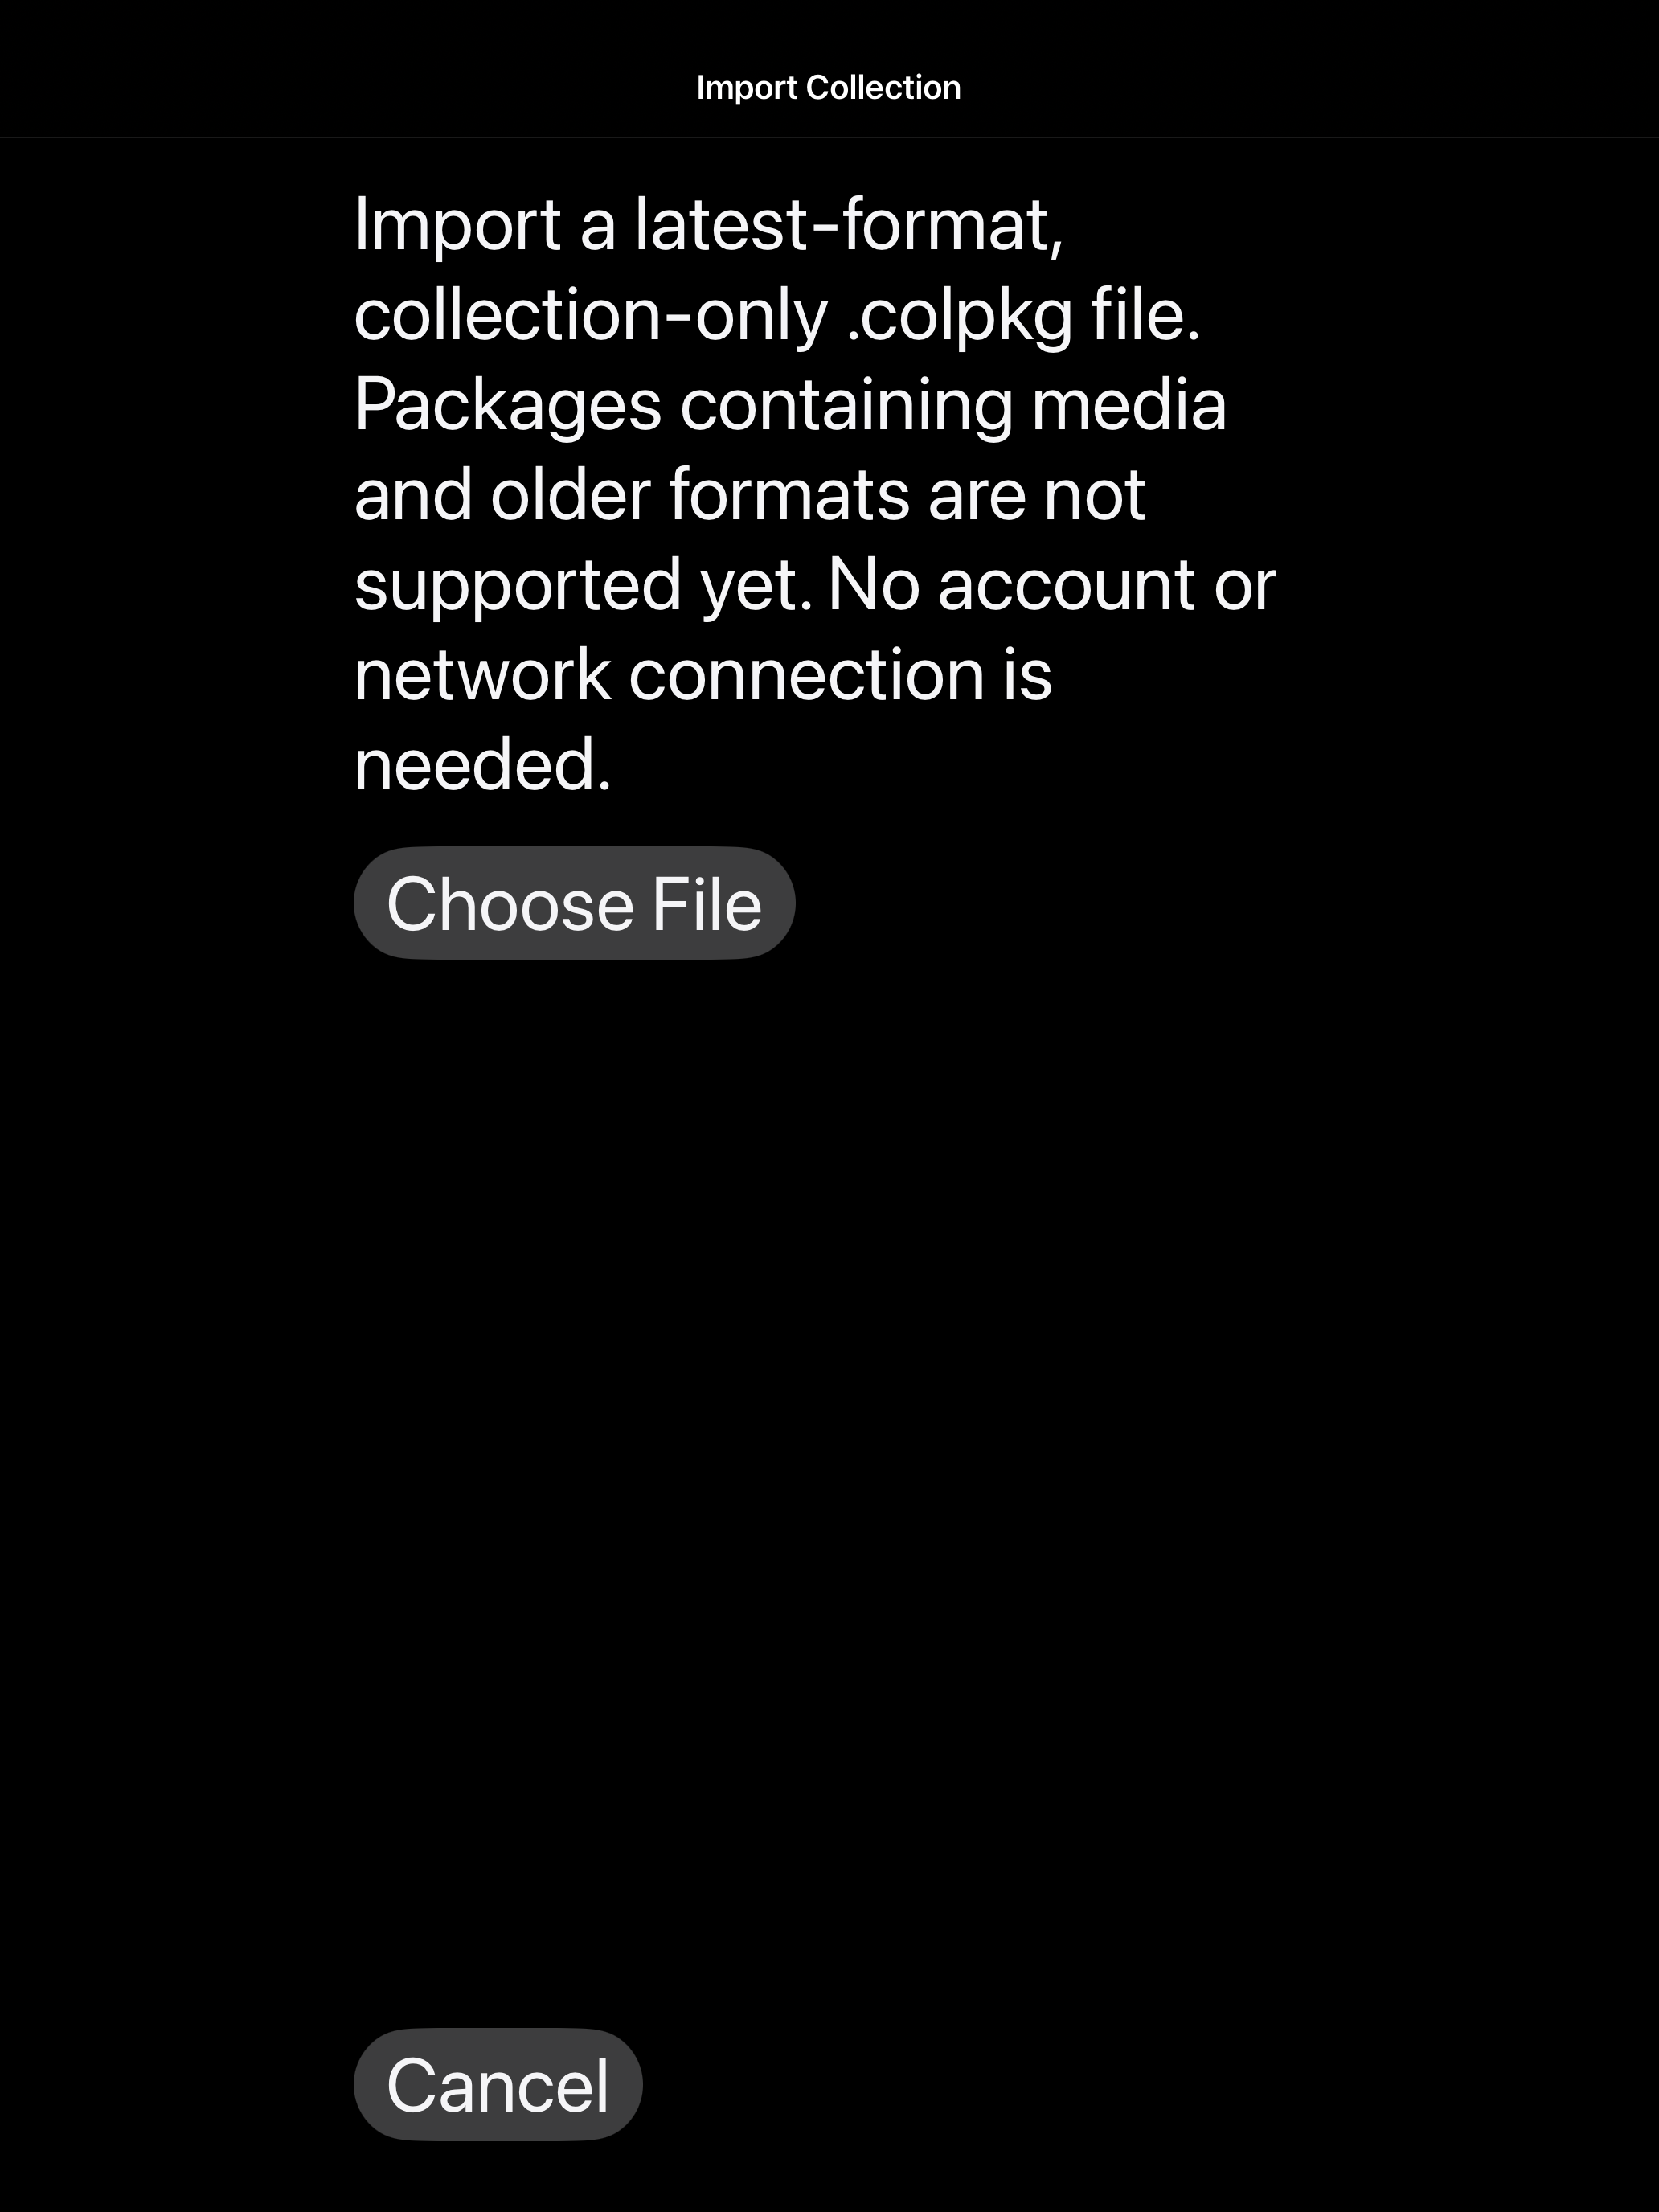 Import Collection
Import a latest-format,
collection-only .colpkg file.
Packages containing media
and older formats are not
supported yet. No account or
network connection is
needed.
Choose File
Cancel